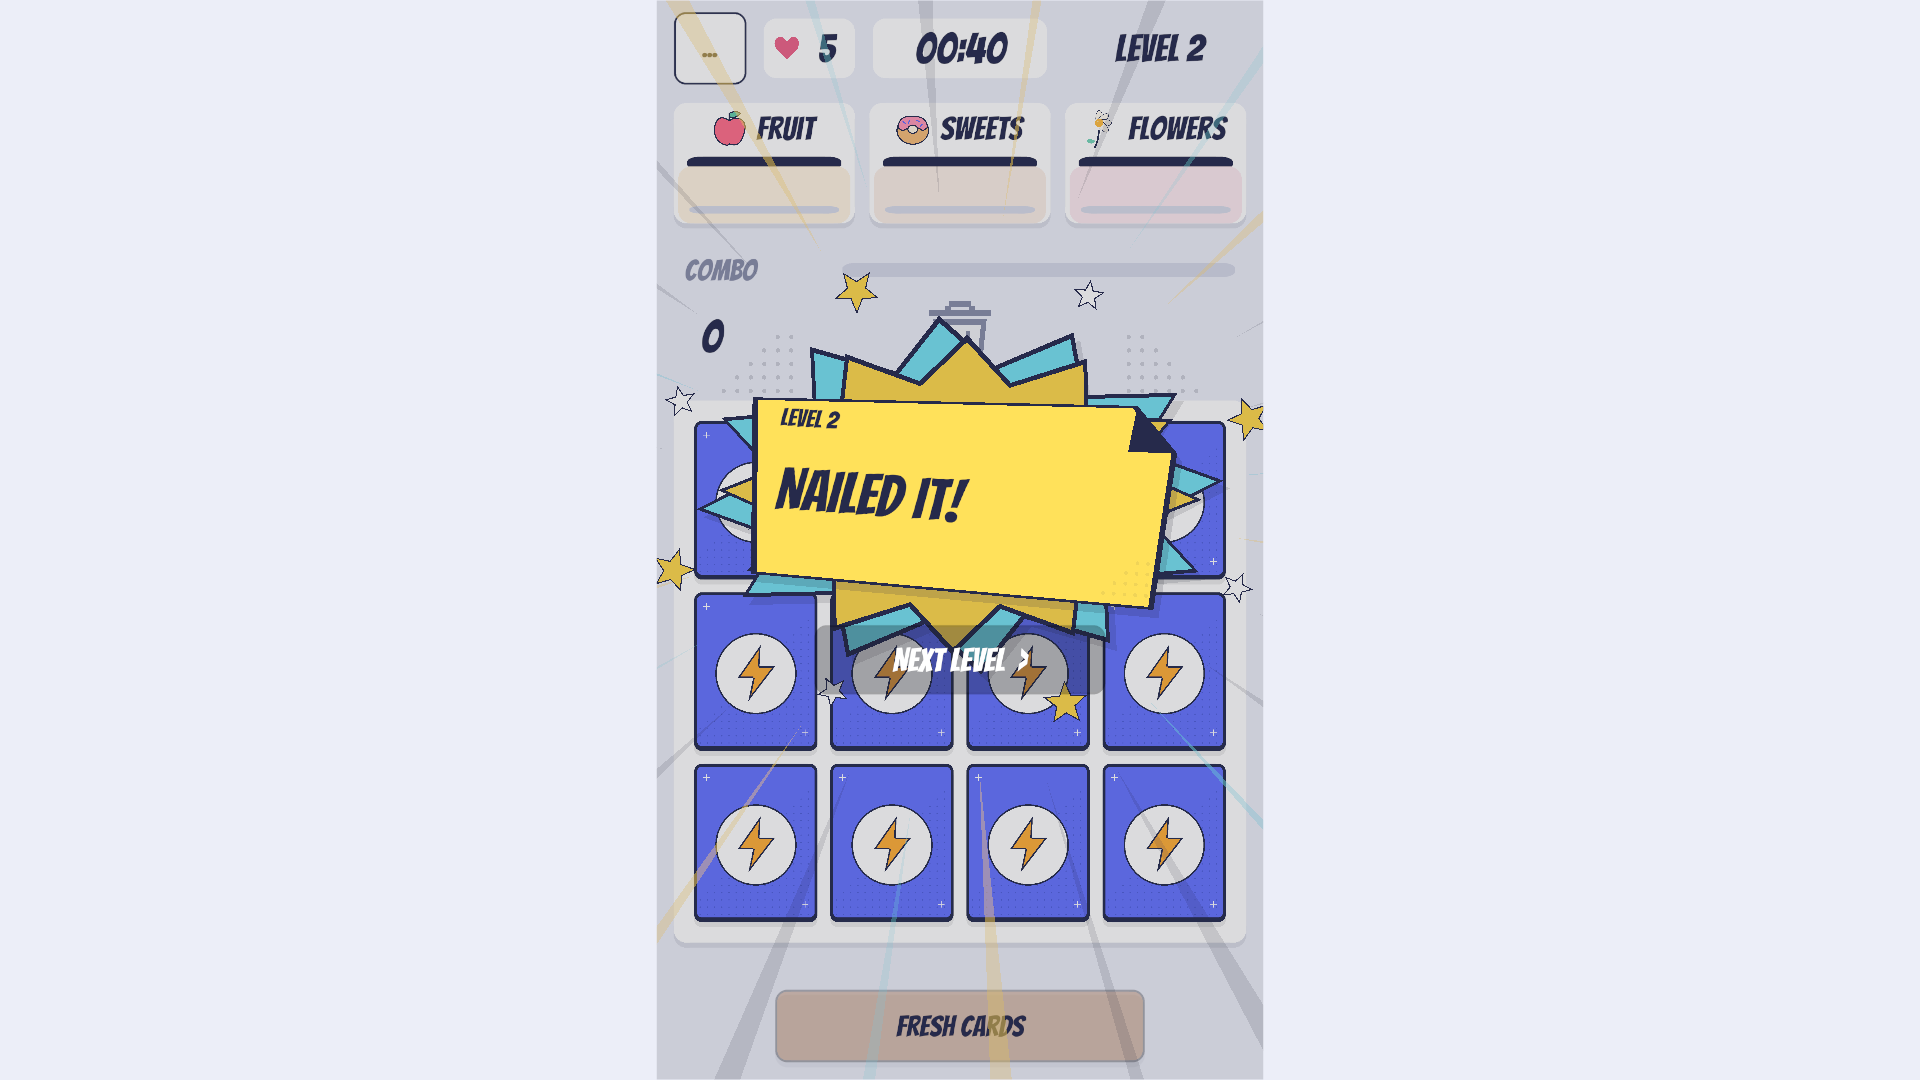 ...
5
00:40
LEVEL 2
FRUIT
SWEETS
FLOWERS
COMBO
0
LEVEL 2
NAILED IT!
NEXT LEVEL >
FRESH CARDS